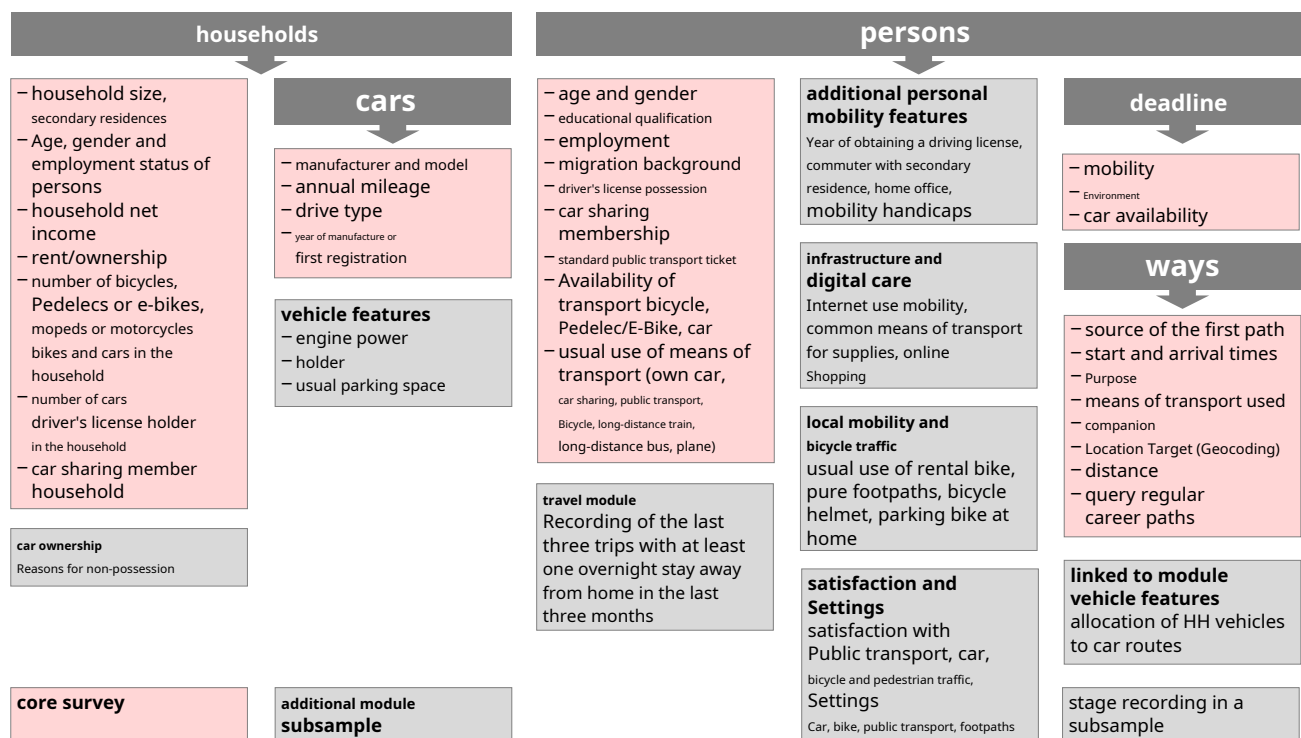 households
– household size,
secondary residences
– Age, gender and
employment status of
persons
– household net
income
– rent/ownership
– number of bicycles,
Pedelecs or e-bikes,
mopeds or motorcycles
bikes and cars in the
household
– number of cars
driver's license holder
in the household
– car sharing member
household
car ownership
Reasons for non-possession
core survey
cars
– manufacturer and model
– annual mileage
– drive type
– year of manufacture or
first registration
vehicle features
– engine power
– holder
– usual parking space
additional module
subsample
persons
– age and gender
– educational qualification
– employment
– migration background
– driver's license possession
– car sharing
membership
– standard public transport ticket
– Availability of
transport bicycle,
Pedelec/E-Bike, car
– usual use of means of
transport (own car,
car sharing, public transport,
Bicycle, long-distance train,
long-distance bus, plane)
travel module
Recording of the last
three trips with at least
one overnight stay away
from home in the last
three months
additional personal
mobility features
Year of obtaining a driving license,
commuter with secondary
residence, home office,
mobility handicaps
infrastructure and
digital care
Internet use mobility,
common means of transport
for supplies, online
Shopping
local mobility and
bicycle traffic
usual use of rental bike,
pure footpaths, bicycle
helmet, parking bike at
home
satisfaction and
Settings
satisfaction with
Public transport, car,
bicycle and pedestrian traffic,
Settings
Car, bike, public transport, footpaths
deadline
– mobility
– Environment
– car availability
ways
– source of the first path
– start and arrival times
– Purpose
– means of transport used
– companion
– Location Target (Geocoding)
– distance
– query regular
career paths
linked to module
vehicle features
allocation of HH vehicles
to car routes
stage recording in a
subsample